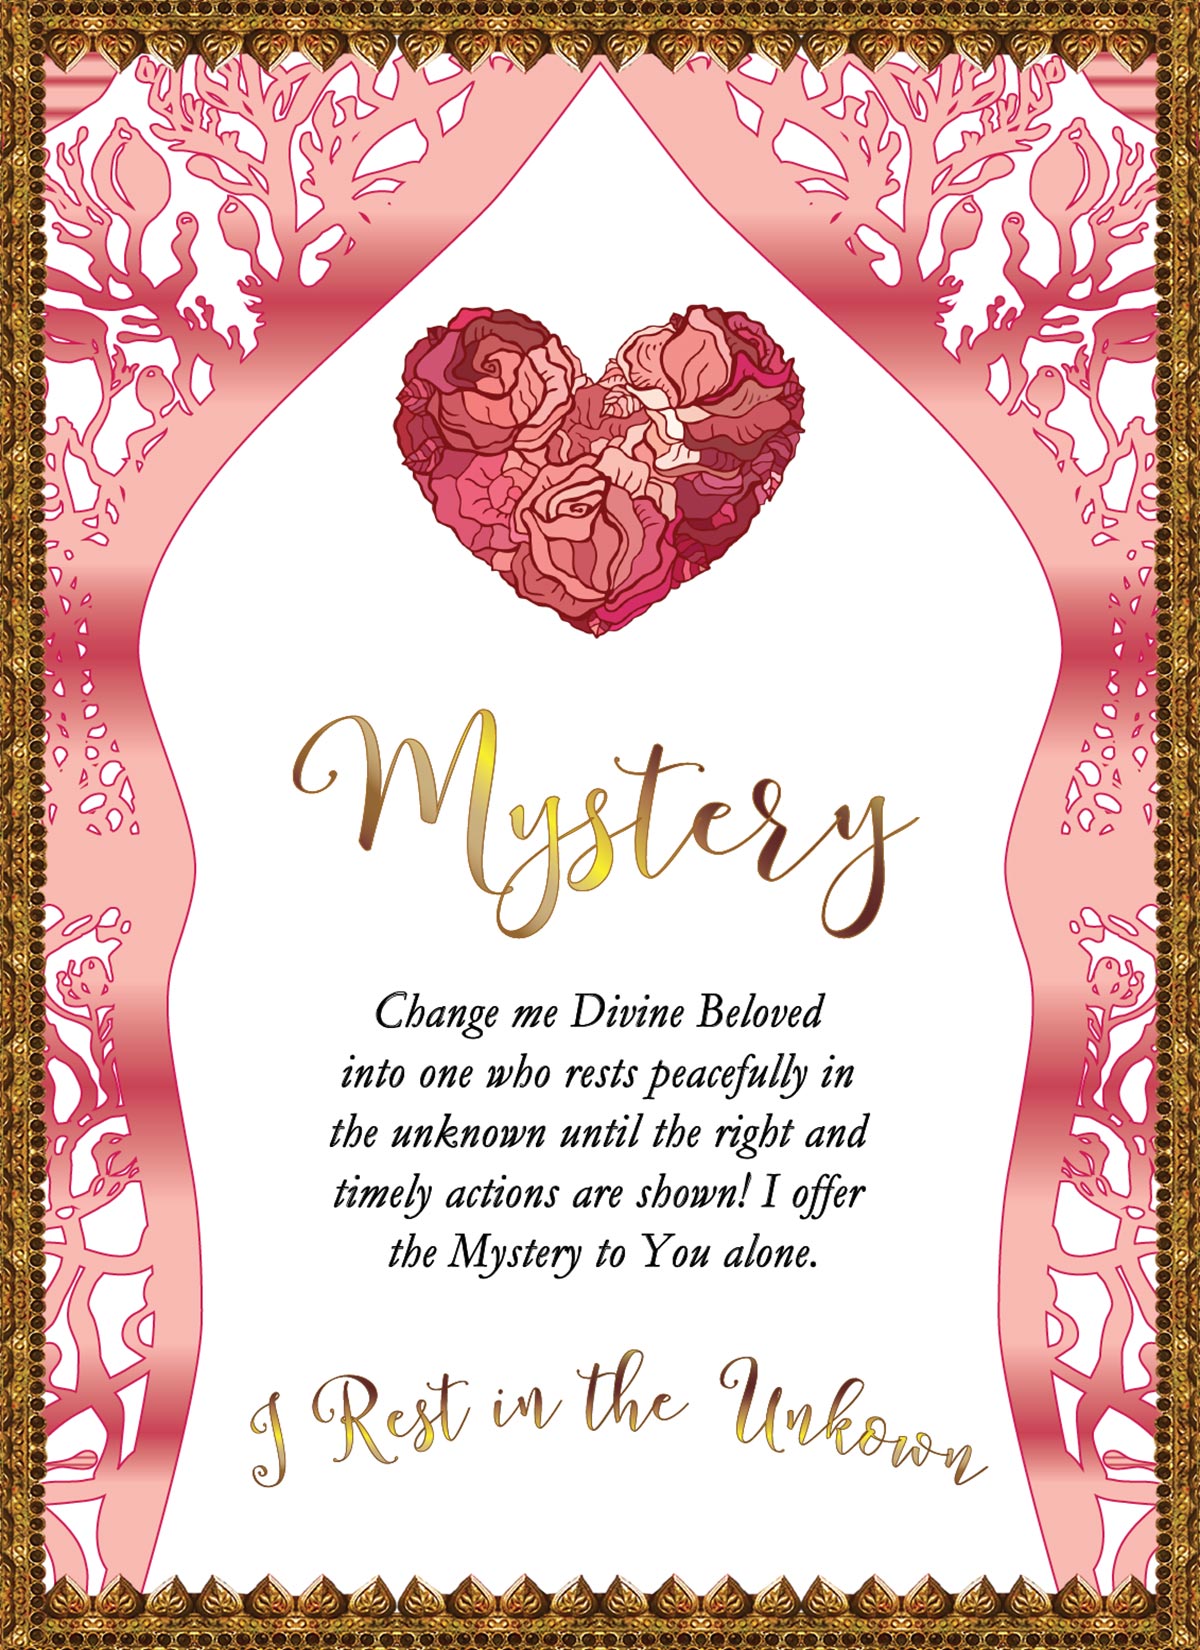 Mystery
Change me Divine Beloved
into one who rests peacefully in
the unknown until the right and
timely actions are shown! I offer
the Mystery to You alone.
I Rest in the Unkown